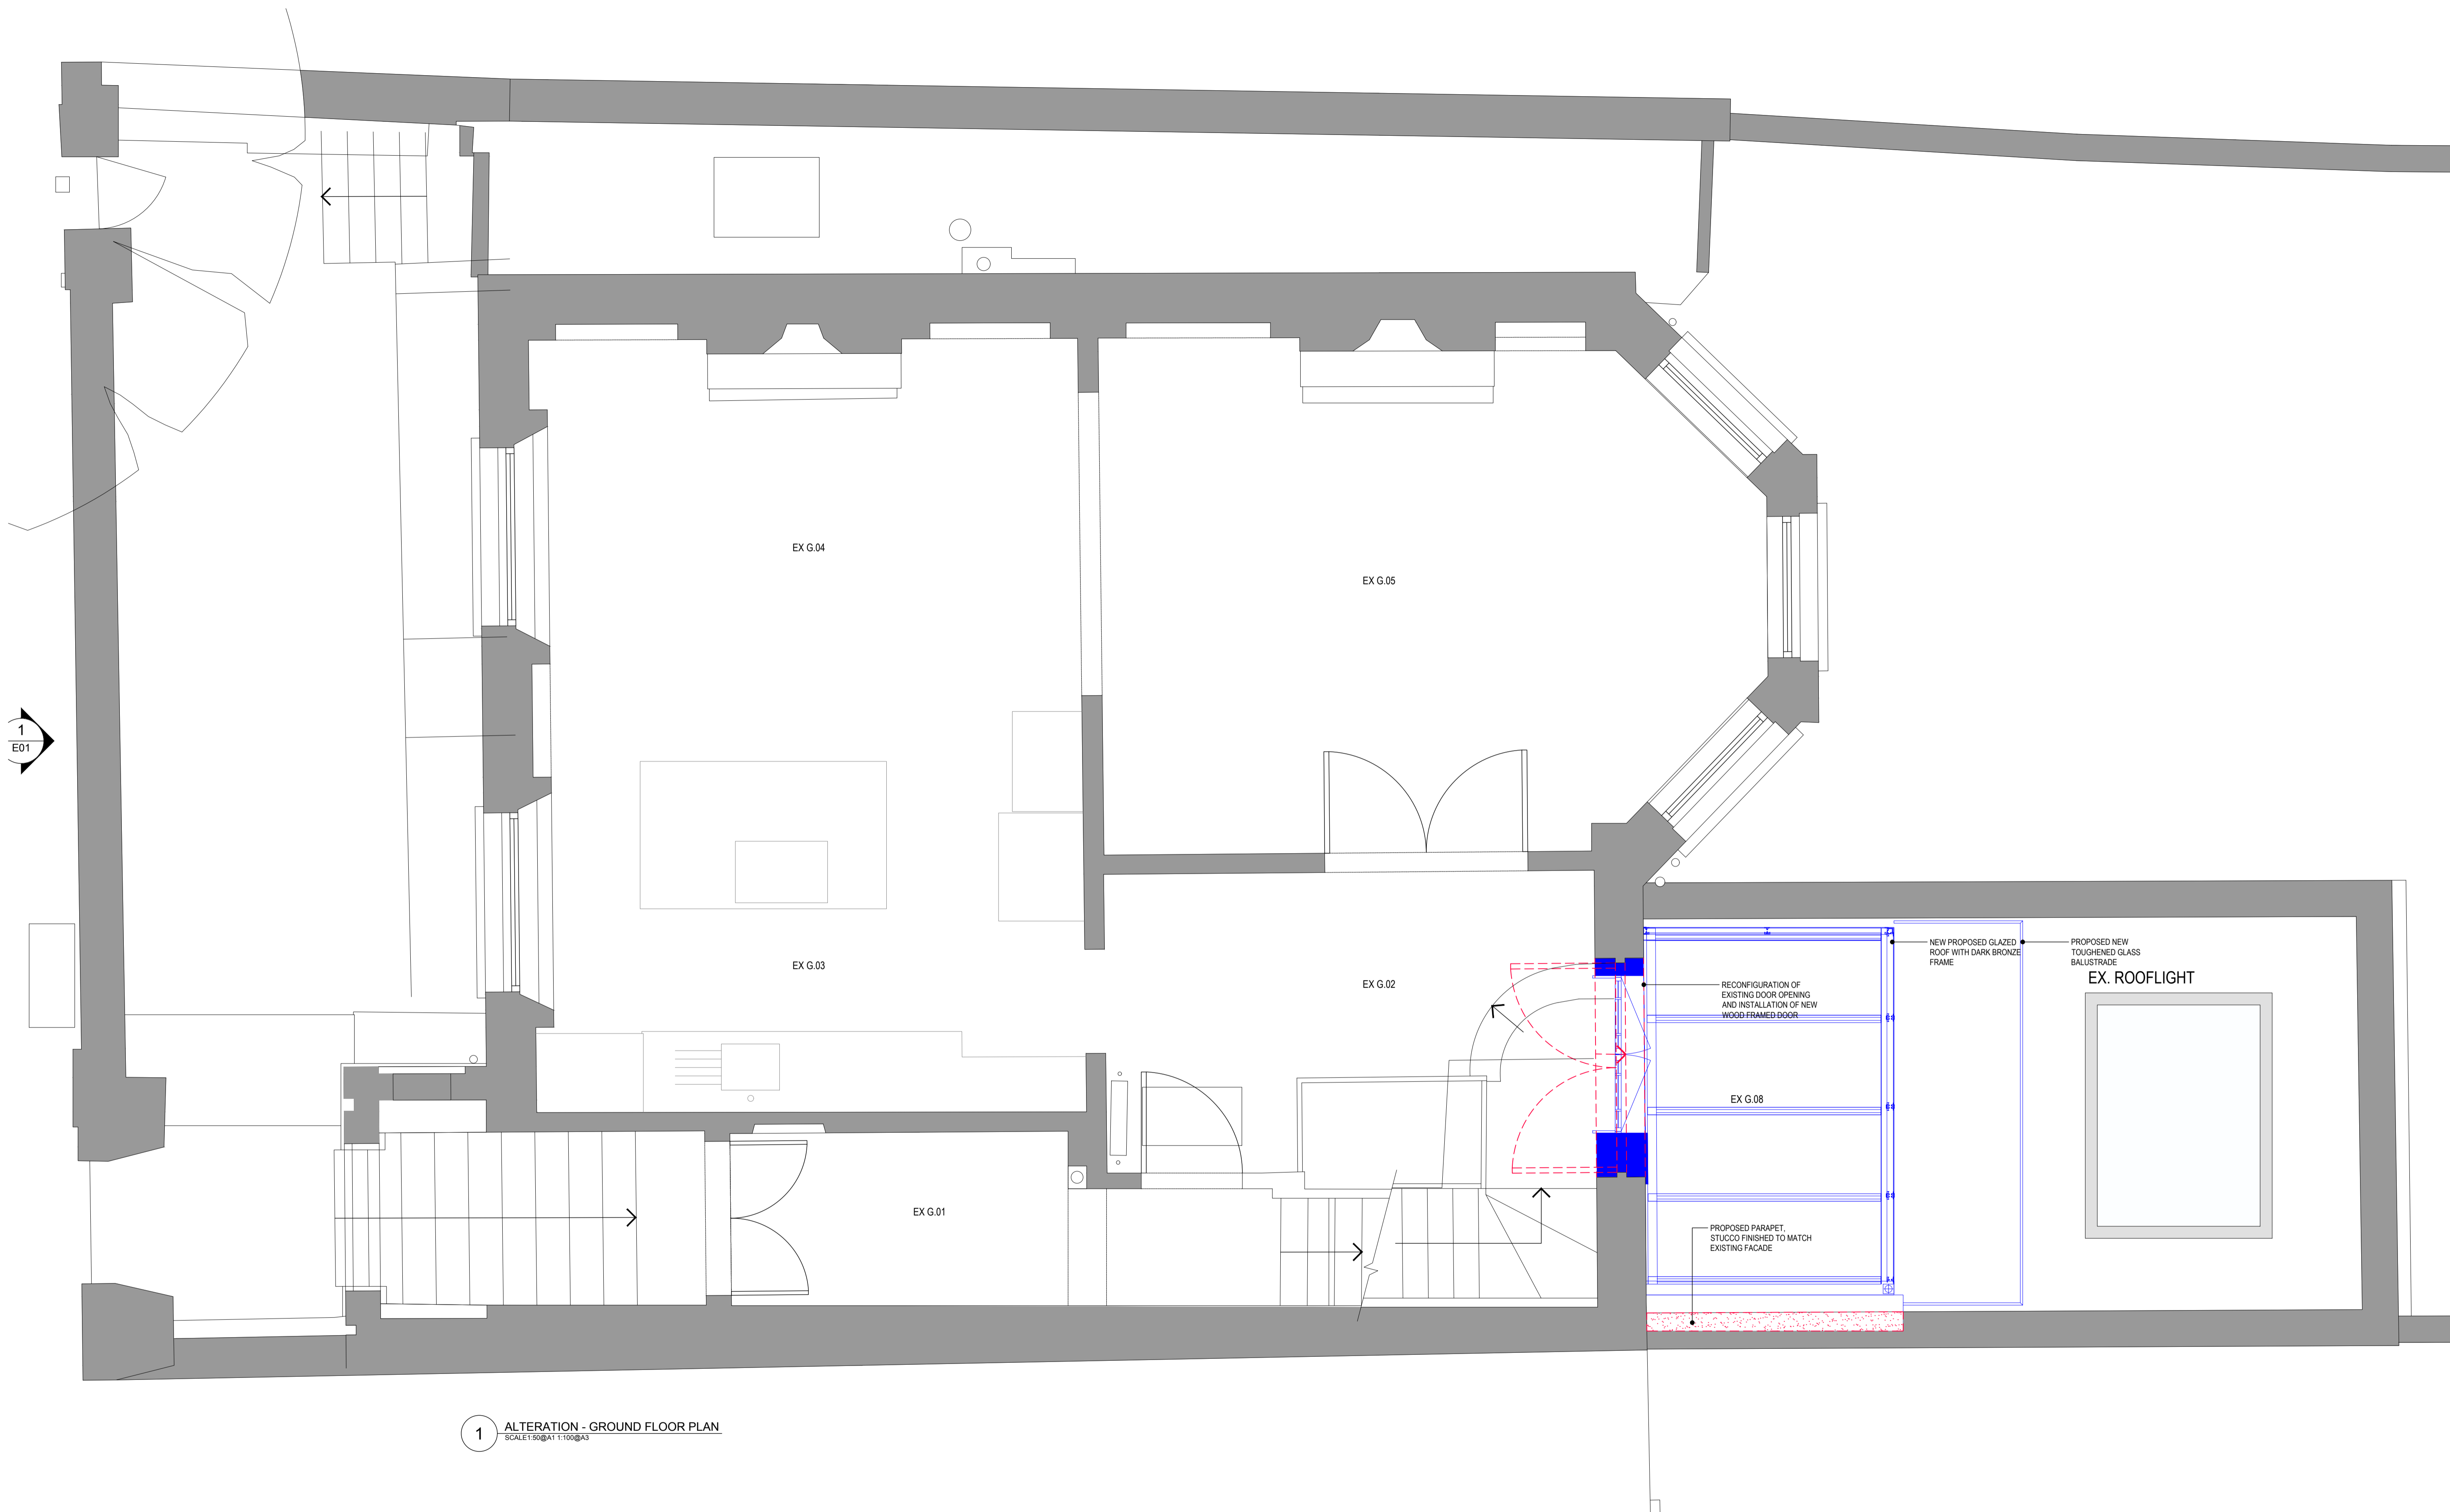 EX G.04
EX G.05
1
E01
NEW PROPOSED GLAZED
ROOF WITH DARK BRONZE
FRAME
PROPOSED NEW
TOUGHENED GLASS
BALUSTRADE
EX. ROOFLIGHT
EX G.03
EX G.02
RECONFIGURATION OF
EXISTING DOOR OPENING
AND INSTALLATION OF NEW
WOOD FRAMED DOOR
EX G.08
EX G.01
PROPOSED PARAPET,
STUCCO FINISHED TO MATCH
EXISTING FACADE
1
ALTERATION - GROUND FLOOR PLAN
SCALE1:50@A1 1:100@A3